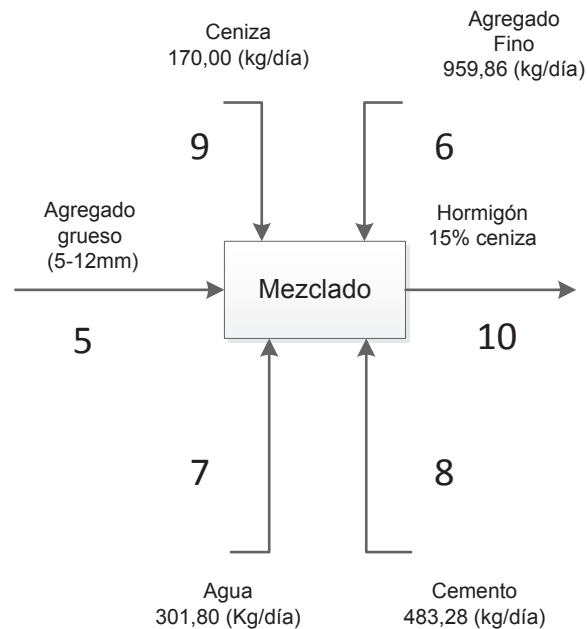 Ceniza
170,00 (kg/día)
Agregado
Fino
959,86 (kg/día)
9
6
Agregado
grueso
(5-12mm)
Hormigón
15% ceniza
Mezclado
5
10
7
8
Agua
301,80 (Kg/día)
Cemento
483,28 (kg/día)